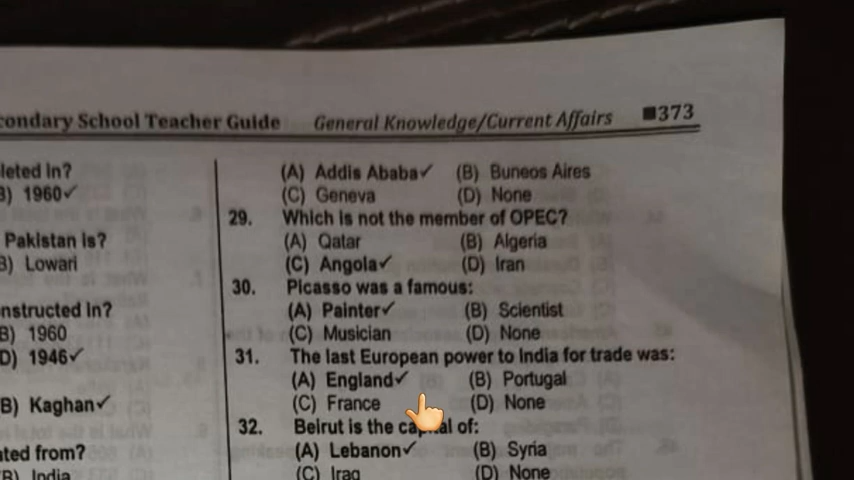 condary School Teacher Guide General Knowledge/Current Affairs ■373
leted in?
B) 1960✓
Pakistan is?
B) Lowari
nstructed in?
B) 1960
D) 1946✓
B) Kaghan✓
ated from?
B) India
(A) Addis Ababa✓ (B) Buneos Aires
(C) Geneva (D) None
29. Which is not the member of OPEC?
(A) Qatar (B) Algeria
(C) Angola✓ (D) Iran
30. Picasso was a famous:
(A) Painter✓ (B) Scientist
(C) Musician (D) None
31. The last European power to India for trade was:
(A) England✓ (B) Portugal
(C) France (D) None
32. Beirut is the capital of:
(A) Lebanon✓ (B) Syria
(C) Iraq (D) None